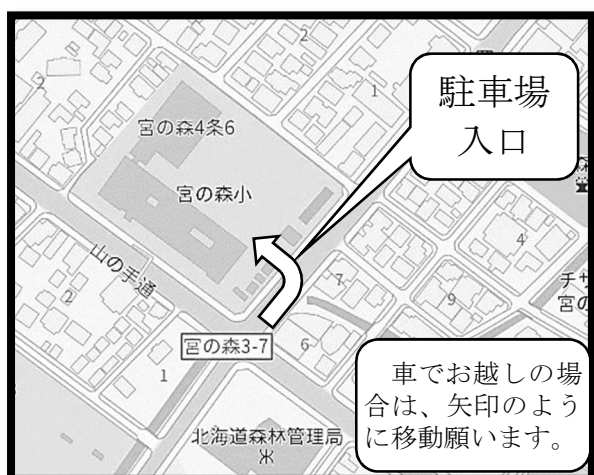 2
2
1
駐車場
入口
宮の森4条6
宮の森小
4
山の手通
7
2
9
チサ
宮の
宮の森3-7
6
1
車でお越しの場
合は、矢印のよう
に移動願います。
北海道森林管理局